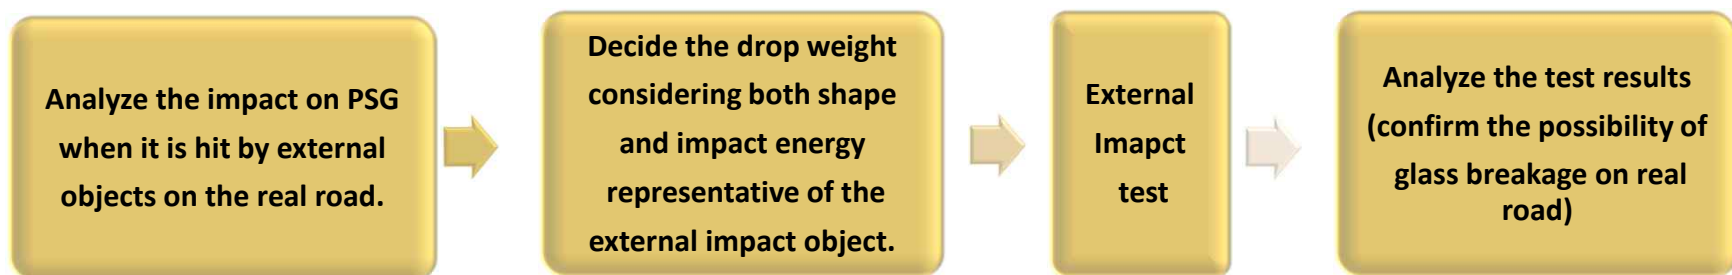 Analyze the impact on PSG
when it is hit by external
objects on the real road.
Decide the drop weight
considering both shape
and impact energy
representative of the
external impact object.
External
Imapct
test
Analyze the test results
(confirm the possibility of
glass breakage on real
road)